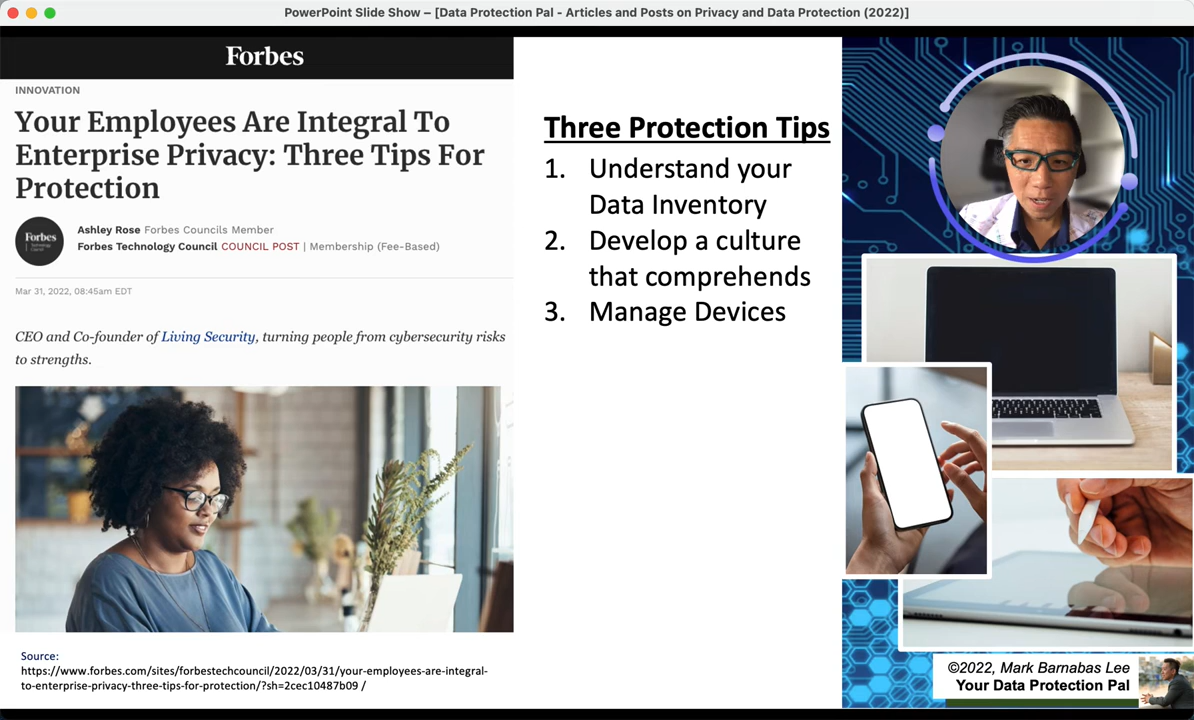 PowerPoint Slide Show – [Data Protection Pal - Articles and Posts on Privacy and Data Protection (2022)]
Forbes
INNOVATION
Your Employees Are Integral To
Enterprise Privacy: Three Tips For
Protection
Forbes
Technology
Council
Ashley Rose Forbes Councils Member
Forbes Technology Council COUNCIL POST | Membership (Fee-Based)
Mar 31, 2022, 08:45am EDT
CEO and Co-founder of Living Security, turning people from cybersecurity risks
to strengths.
Source:
https://www.forbes.com/sites/forbestechcouncil/2022/03/31/your-employees-are-integral-
to-enterprise-privacy-three-tips-for-protection/?sh=2cec10487b09 /
Three Protection Tips
1. Understand your
Data Inventory
2. Develop a culture
that comprehends
3. Manage Devices
©2022, Mark Barnabas Lee
Your Data Protection Pal